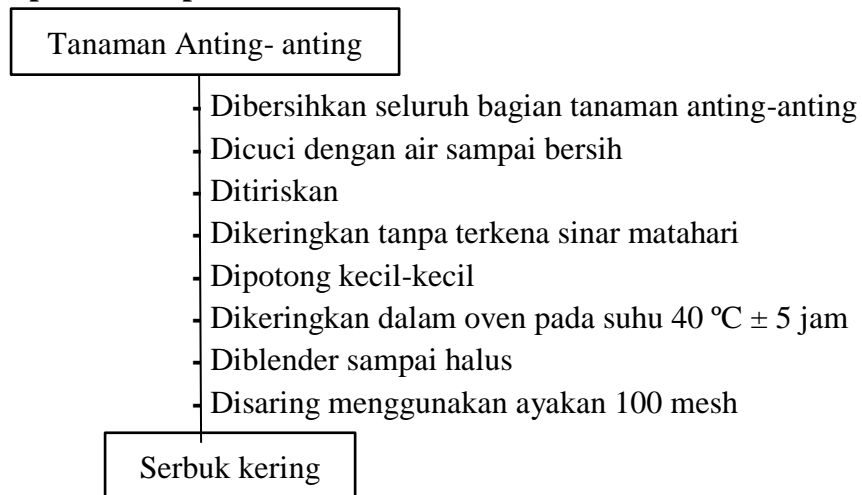 Tanaman Anting- anting
- Dibersihkan seluruh bagian tanaman anting-anting
- Dicuci dengan air sampai bersih
- Ditiriskan
- Dikeringkan tanpa terkena sinar matahari
- Dipotong kecil-kecil
- Dikeringkan dalam oven pada suhu 40 ºC ± 5 jam
- Diblender sampai halus
- Disaring menggunakan ayakan 100 mesh
Serbuk kering